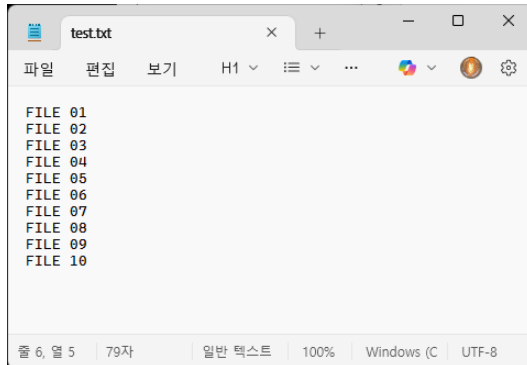 test.txt
파일 편집 보기 H1
FILE 01
FILE 02
FILE 03
FILE 04
FILE 05
FILE 06
FILE 07
FILE 08
FILE 09
FILE 10
줄 6, 열 5 79자 일반 텍스트 100% Windows (C UTF-8